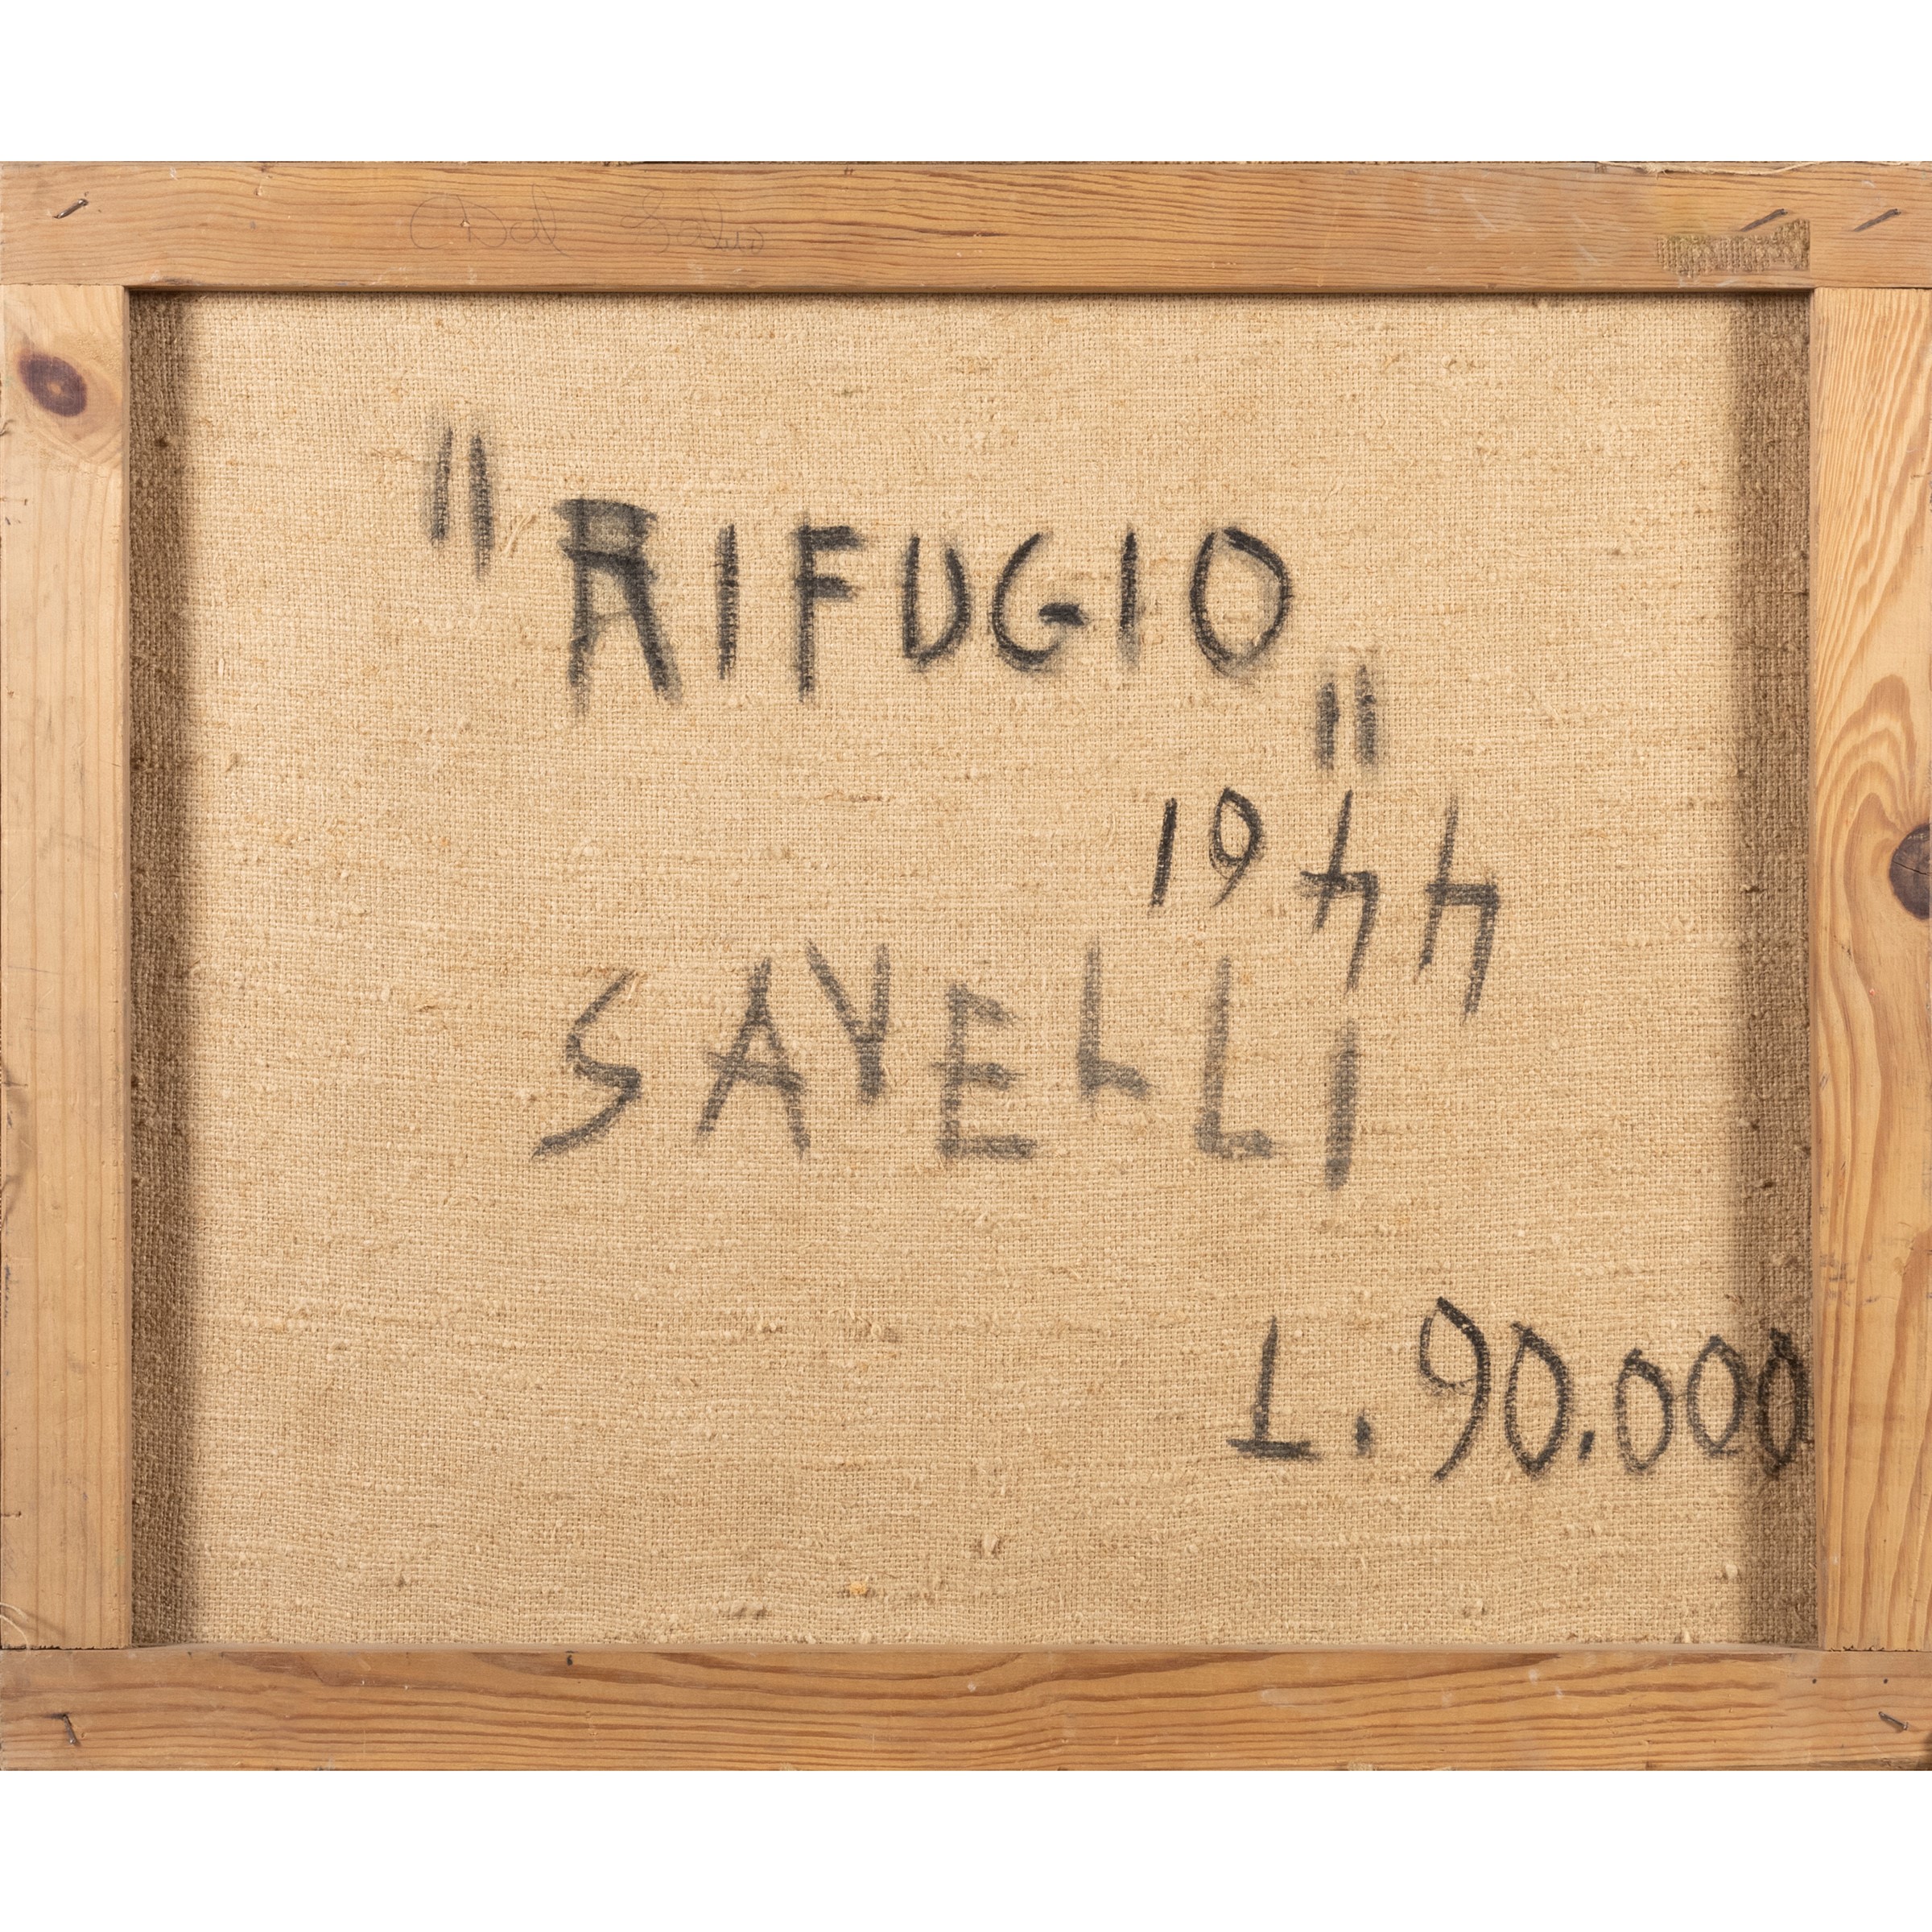 "RIFUGIO"
1944
SAVELLI
L. 90.000